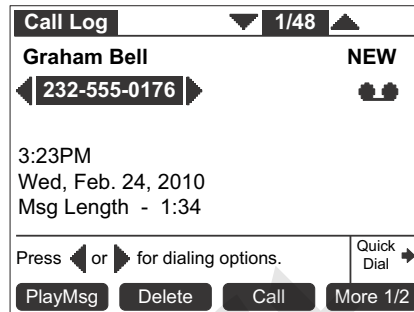 Call Log 1/48
Graham Bell NEW
232-555-0176
3:23PM
Wed, Feb. 24, 2010
Msg Length - 1:34
Press or for dialing options. Quick Dial
PlayMsg Delete Call More 1/2